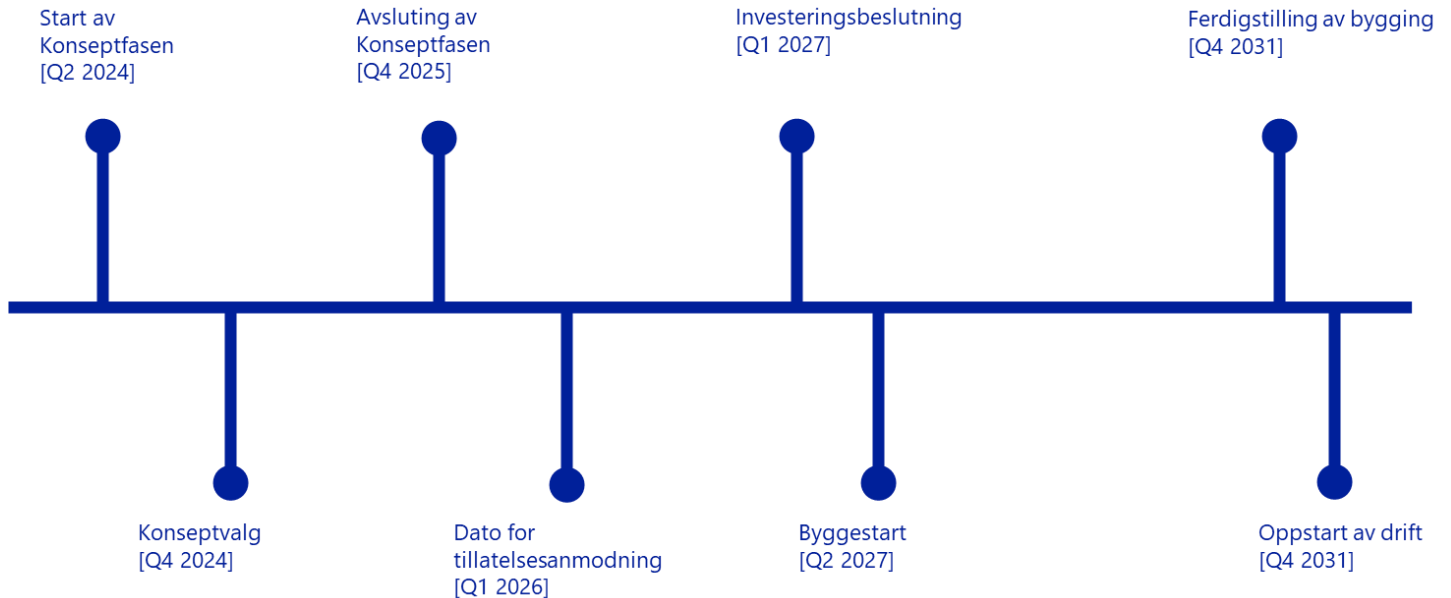 Start av
Konseptfasen
[Q2 2024]
Avsluting av
Konseptfasen
[Q4 2025]
Investeringsbeslutning
[Q1 2027]
Ferdigstilling av bygging
[Q4 2031]
Konseptvalg
[Q4 2024]
Dato for
tillatelsesanmodning
[Q1 2026]
Byggestart
[Q2 2027]
Oppstart av drift
[Q4 2031]